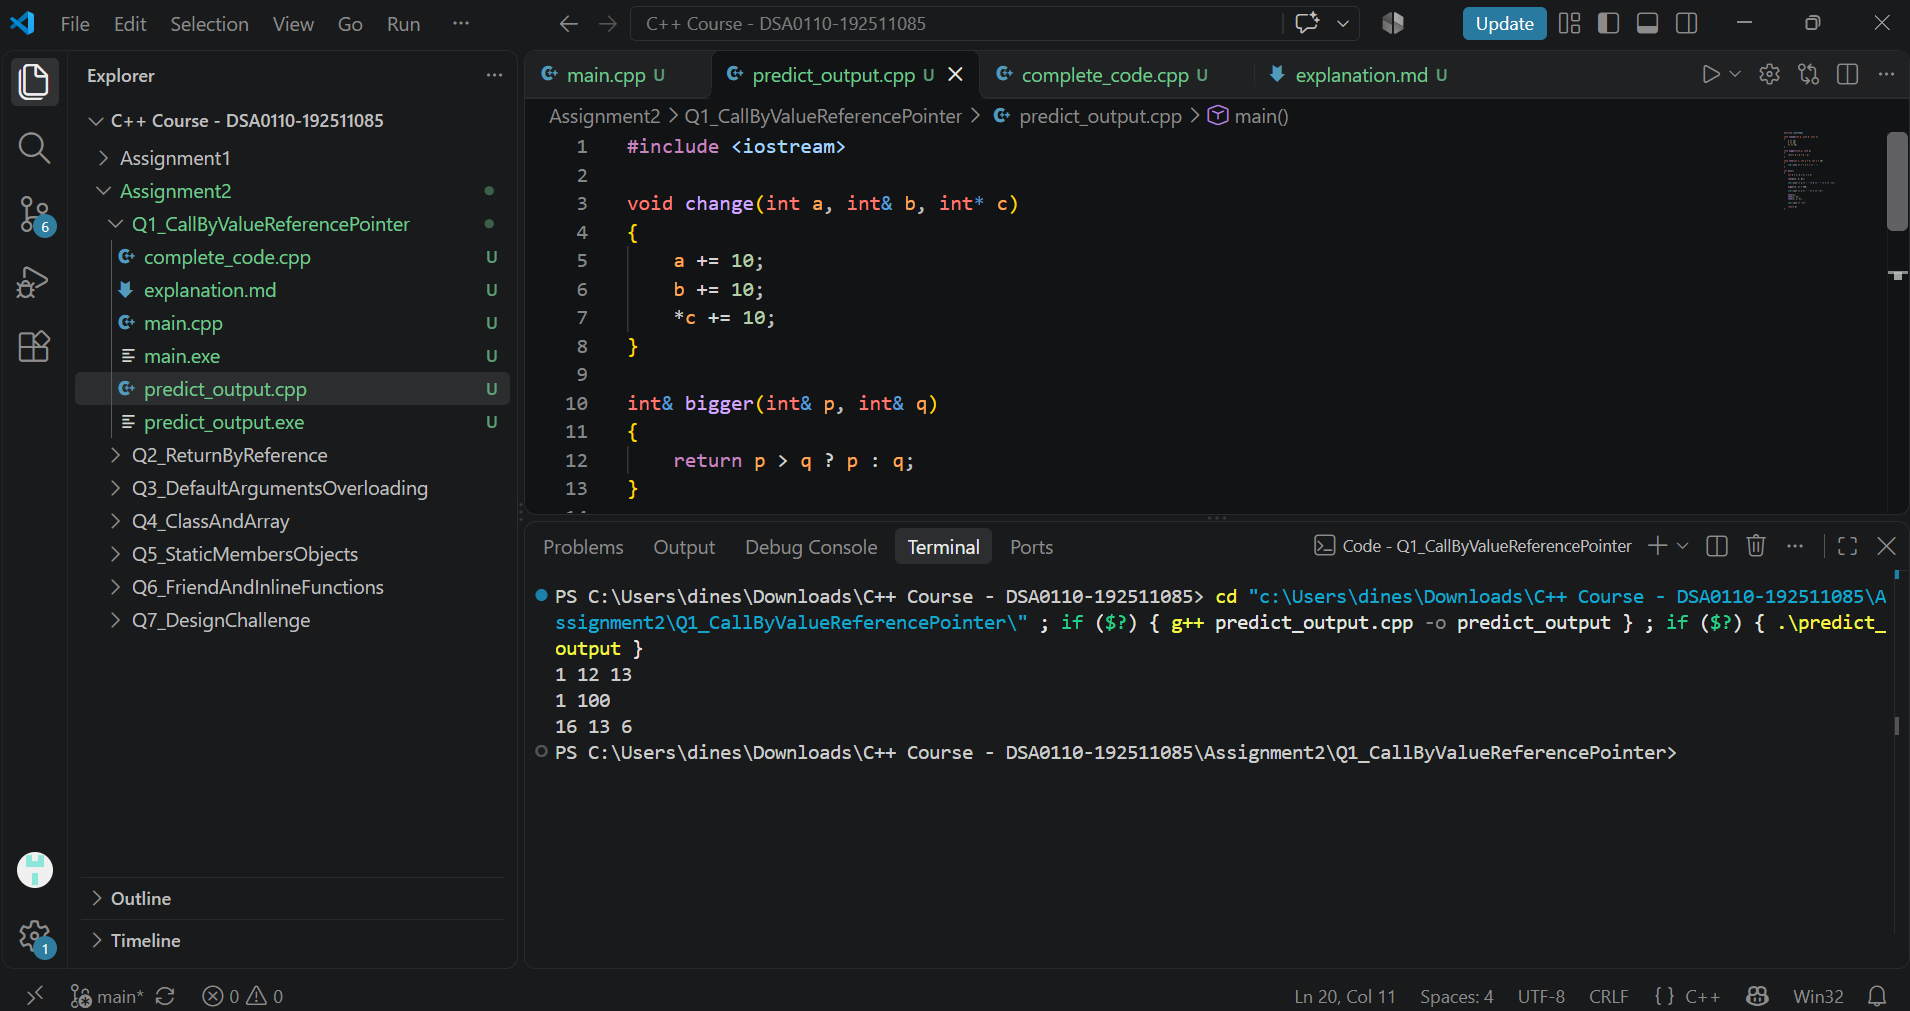 File Edit Selection View Go Run ···
C++ Course - DSA0110-192511085
Update
Explorer
C++ Course - DSA0110-192511085
Assignment1
Assignment2
Q1_CallByValueReferencePointer
complete_code.cpp U
explanation.md U
main.cpp U
main.exe U
predict_output.cpp U
predict_output.exe U
Q2_ReturnByReference
Q3_DefaultArgumentsOverloading
Q4_ClassAndArray
Q5_StaticMembersObjects
Q6_FriendAndInlineFunctions
Q7_DesignChallenge
Outline
Timeline
6
1
main.cpp U predict_output.cpp U complete_code.cpp U explanation.md U
Assignment2 > Q1_CallByValueReferencePointer > predict_output.cpp > main()
1 #include <iostream>
2
3 void change(int a, int& b, int* c)
4 {
5 a += 10;
6 b += 10;
7 *c += 10;
8 }
9
10 int& bigger(int& p, int& q)
11 {
12 return p > q ? p : q;
13 }
Problems Output Debug Console Terminal Ports
Code - Q1_CallByValueReferencePointer
PS C:\Users\dines\Downloads\C++ Course - DSA0110-192511085> cd "c:\Users\dines\Downloads\C++ Course - DSA0110-192511085\A
ssignment2\Q1_CallByValueReferencePointer\" ; if ($?) { g++ predict_output.cpp -o predict_output } ; if ($?) { .\predict_
output }
1 12 13
1 100
16 13 6
PS C:\Users\dines\Downloads\C++ Course - DSA0110-192511085\Assignment2\Q1_CallByValueReferencePointer>
main* 0 0
Ln 20, Col 11 Spaces: 4 UTF-8 CRLF { } C++ Win32